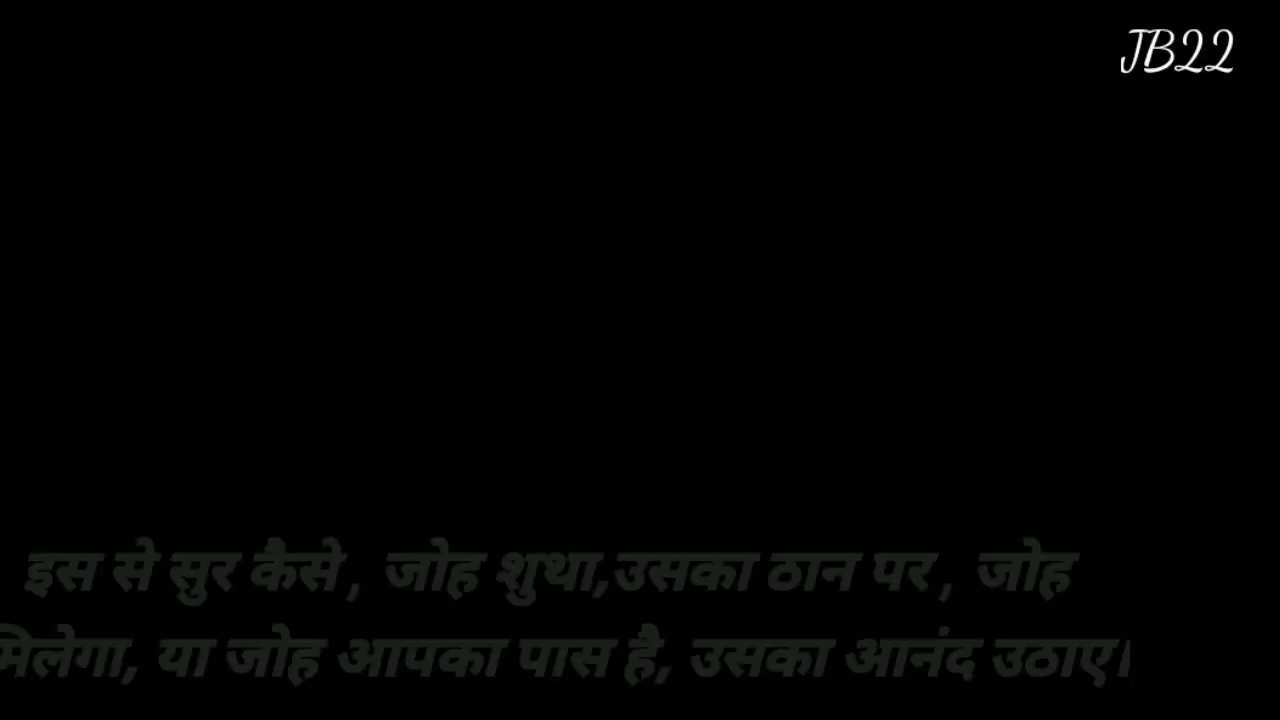 JB22
इस से सुर कैसे, जोह शुथा,उसका ठान पर, जोह
मिलेगा, या जोह आपका पास है, उसका आनंद उठाए।